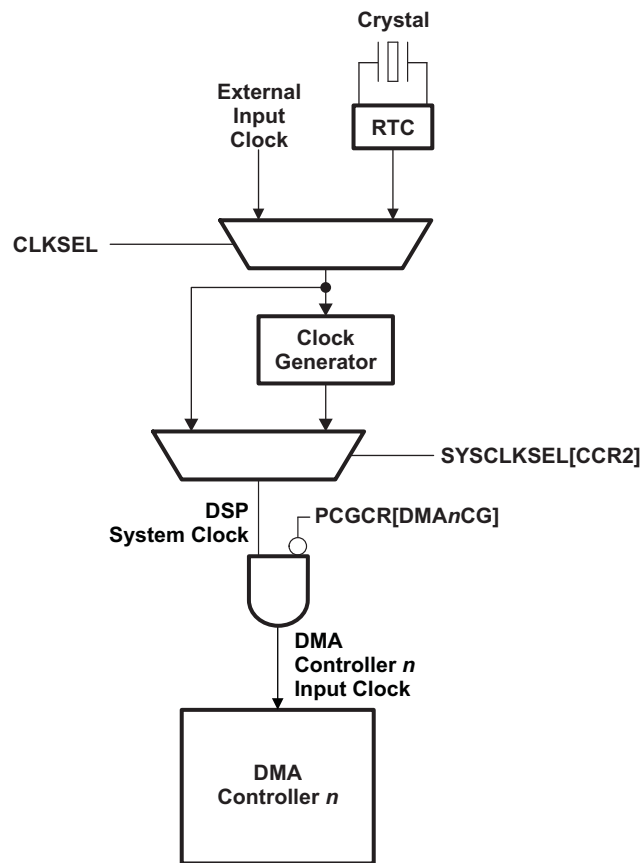 Crystal
External
Input
Clock
RTC
CLKSEL
Clock
Generator
SYSCLKSEL[CCR2]
DSP
System Clock
PCGCR[DMAnCG]
DMA
Controller n
Input Clock
DMA
Controller n